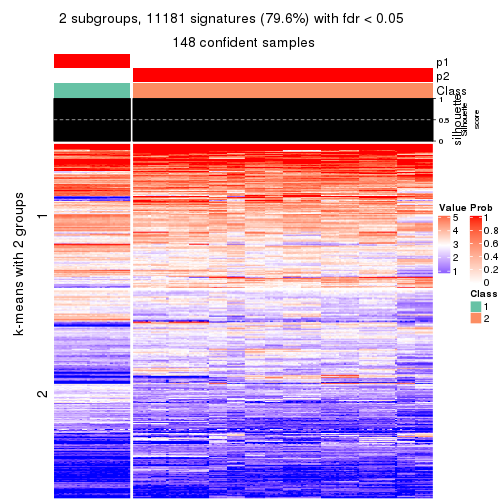 2 subgroups, 11181 signatures (79.6%) with fdr < 0.05
148 confident samples
p1
p2
Class
1
0.5
0
silhouette
Silhouette
score
k-means with 2 groups
1
2
Value
5
4
3
2
1
Prob
1
0.8
0.6
0.4
0.2
0
Class
1
2